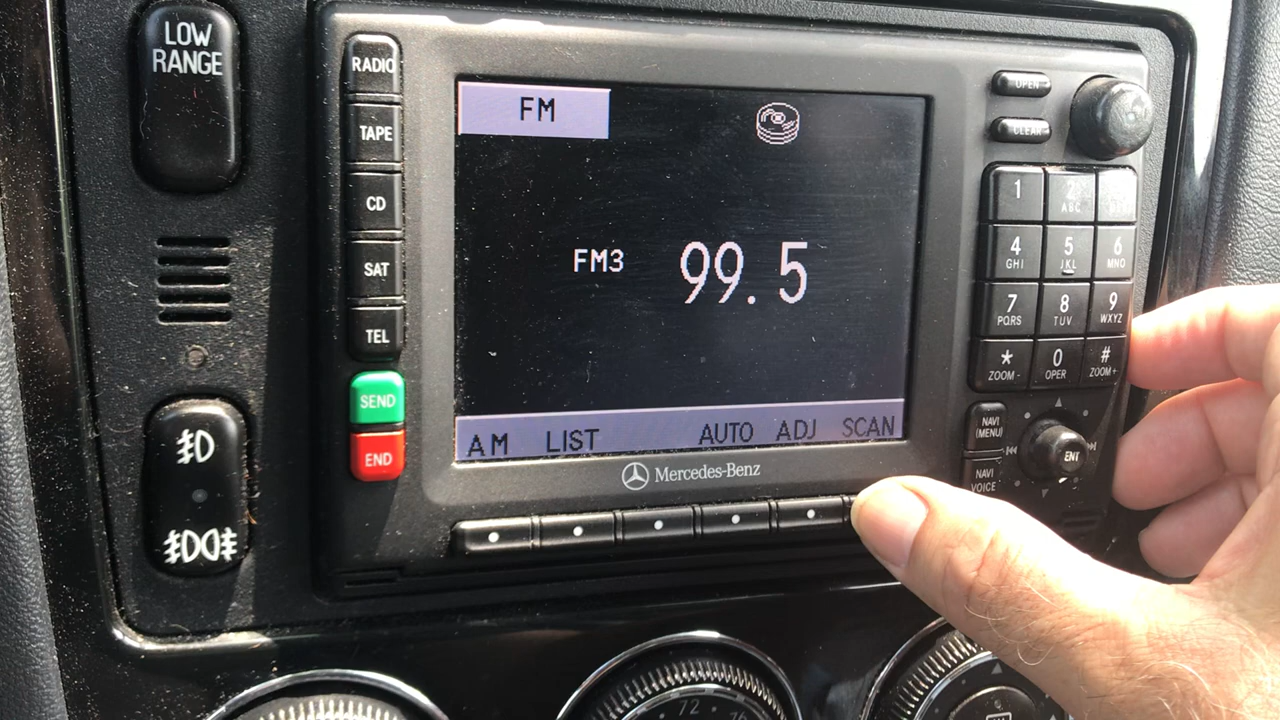 LOW
RANGE
RADIO
TAPE
CD
SAT
TEL
SEND
END
FM
FM3 99.5
AM LIST AUTO ADJ SCAN
Mercedes-Benz
OPEN
CLEAR
1 2 ABC
4 GHI 5 JKL 6 MNO
7 PQRS 8 TUV 9 WXYZ
* ZOOM - 0 OPER # ZOOM+
NAVI
(MENU)
ENT
NAVI
VOICE
72